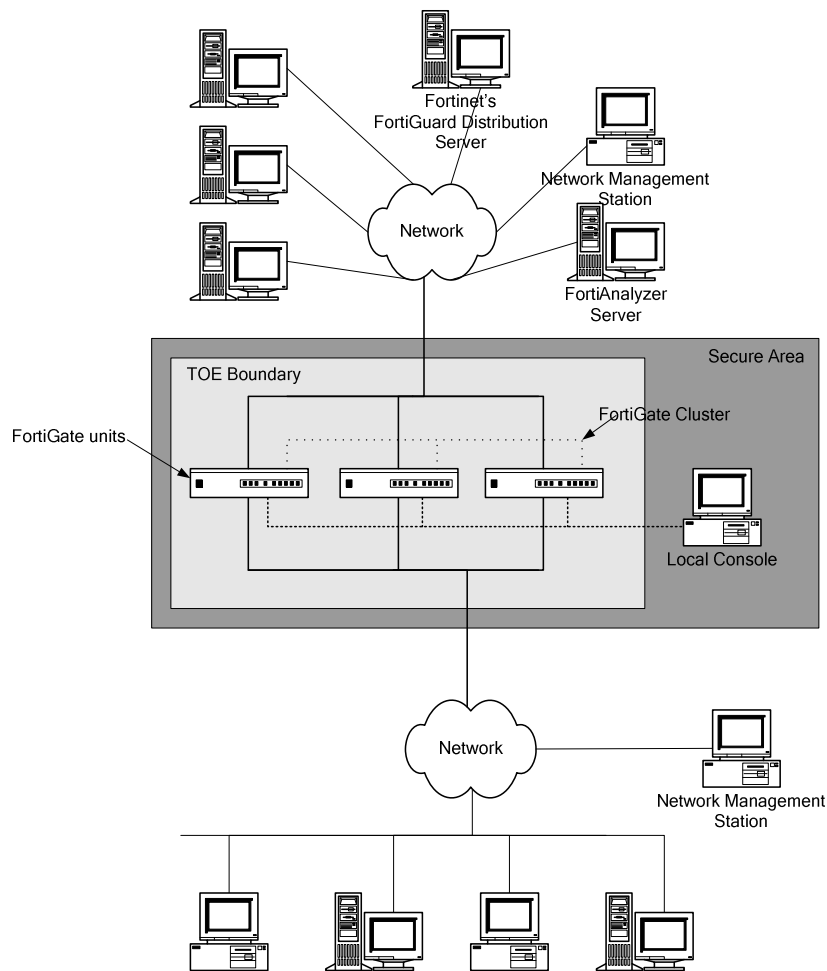 Fortinet's
FortiGuard Distribution
Server
Network Management
Station
Network
FortiAnalyzer
Server
Secure Area
TOE Boundary
FortiGate Cluster
FortiGate units
Local Console
Network
Network Management
Station